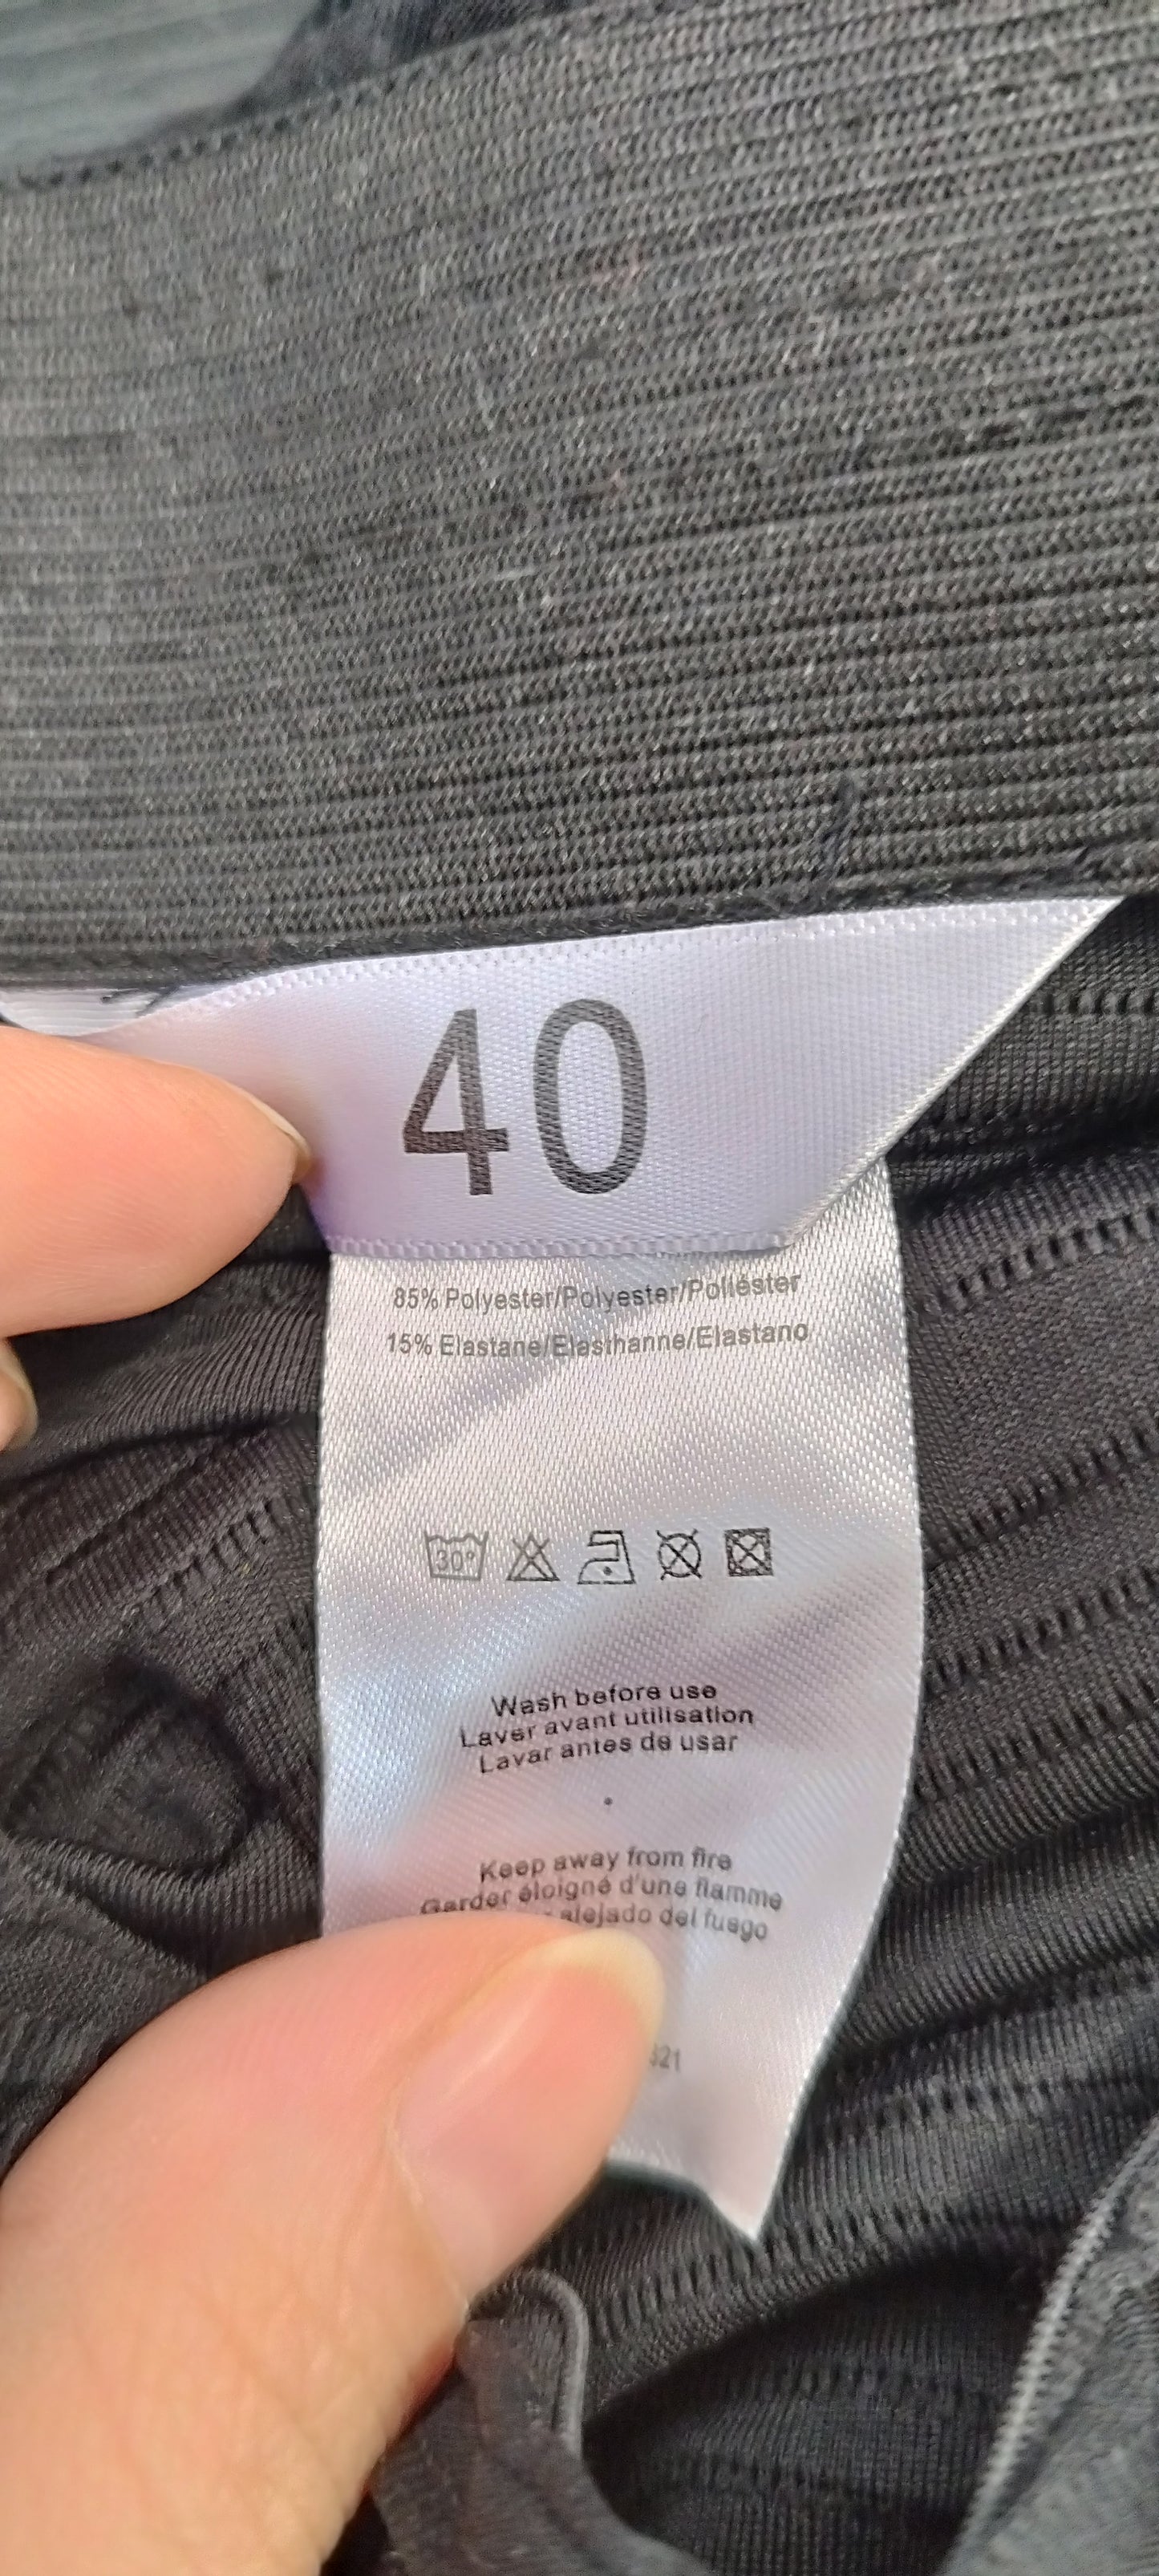 40
85% Polyester/Polyester/Poliéster
15% Elastane/Elasthanne/Elastano
30°
Wash before use
Laver avant utilisation
Lavar antes de usar
Keep away from fire
Garder éloigné d'une flamme
alejado del fuego
321